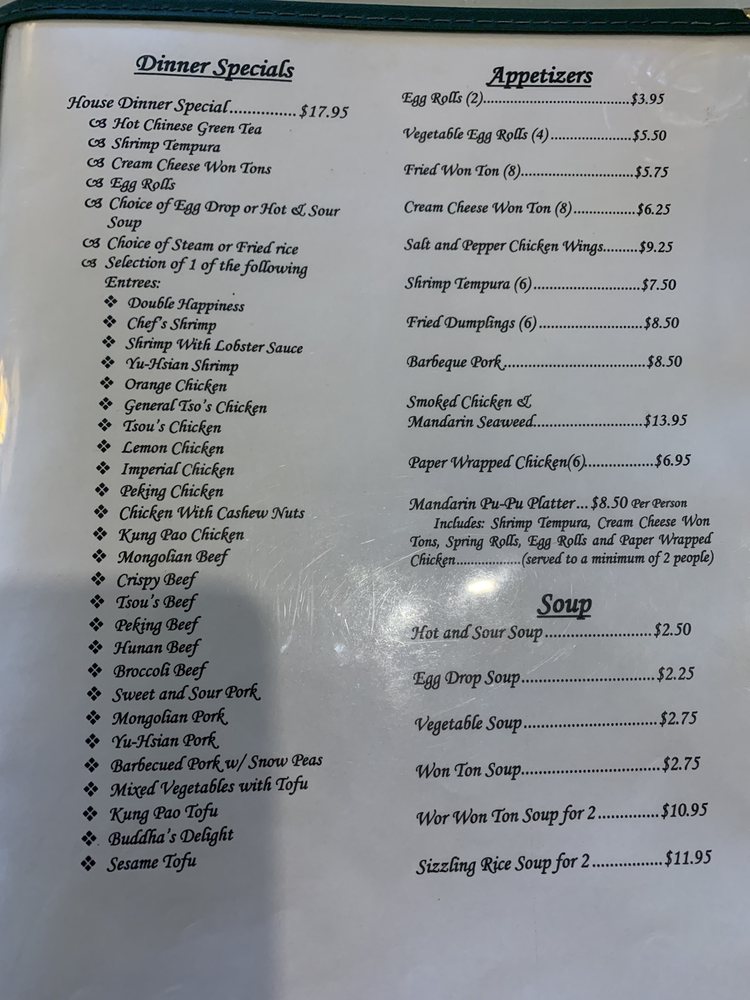 Dinner Specials
House Dinner Special............... $17.95
Hot Chinese Green Tea
Shrimp Tempura
Cream Cheese Won Tons
Egg Rolls
Choice of Egg Drop or Hot & Sour
Soup
Choice of Steam or Fried rice
Selection of 1 of the following
Entrees:
Double Happiness
Chef's Shrimp
Shrimp With Lobster Sauce
Yu-Hsian Shrimp
Orange Chicken
General Tso's Chicken
Tsou's Chicken
Lemon Chicken
Imperial Chicken
Peking Chicken
Chicken With Cashew Nuts
Kung Pao Chicken
Mongolian Beef
Crispy Beef
Tsou's Beef
Peking Beef
Hunan Beef
Broccoli Beef
Sweet and Sour Pork
Mongolian Pork
Yu-Hsian Pork
Barbecued Pork w/ Snow Peas
Mixed Vegetables with Tofu
Kung Pao Tofu
Buddha's Delight
Sesame Tofu
Appetizers
Egg Rolls (2)....................................$3.95
Vegetable Egg Rolls (4)....................$5.50
Fried Won Ton (8)............................$5.75
Cream Cheese Won Ton (8)...............$6.25
Salt and Pepper Chicken Wings.........$9.25
Shrimp Tempura (6)..........................$7.50
Fried Dumplings (6).........................$8.50
Barbeque Pork...................................$8.50
Smoked Chicken &
Mandarin Seaweed...........................$13.95
Paper Wrapped Chicken(6).................$6.95
Mandarin Pu-Pu Platter...$8.50 Per Person
Includes: Shrimp Tempura, Cream Cheese Won
Tons, Spring Rolls, Egg Rolls and Paper Wrapped
Chicken...................(served to a minimum of 2 people)
Soup
Hot and Sour Soup..........................$2.50
Egg Drop Soup.................................$2.25
Vegetable Soup.................................$2.75
Won Ton Soup..................................$2.75
Wor Won Ton Soup for 2...............$10.95
Sizzling Rice Soup for 2.................$11.95